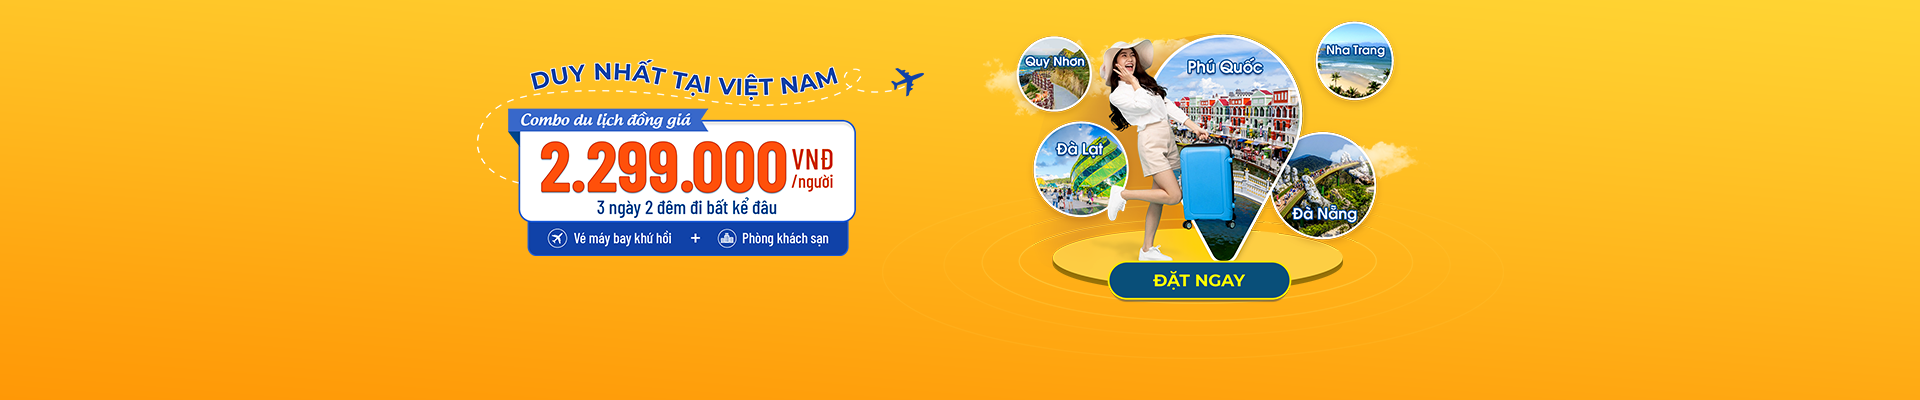 DUY NHẤT TẠI VIỆT NAM
Combo du lịch đồng giá
2.299.000 VNĐ
/người
3 ngày 2 đêm đi bất kể đâu
Vé máy bay khứ hồi + Phòng khách sạn
Quy Nhơn
Phú Quốc
Nha Trang
Đà Lạt
Đà Nẵng
ĐẶT NGAY